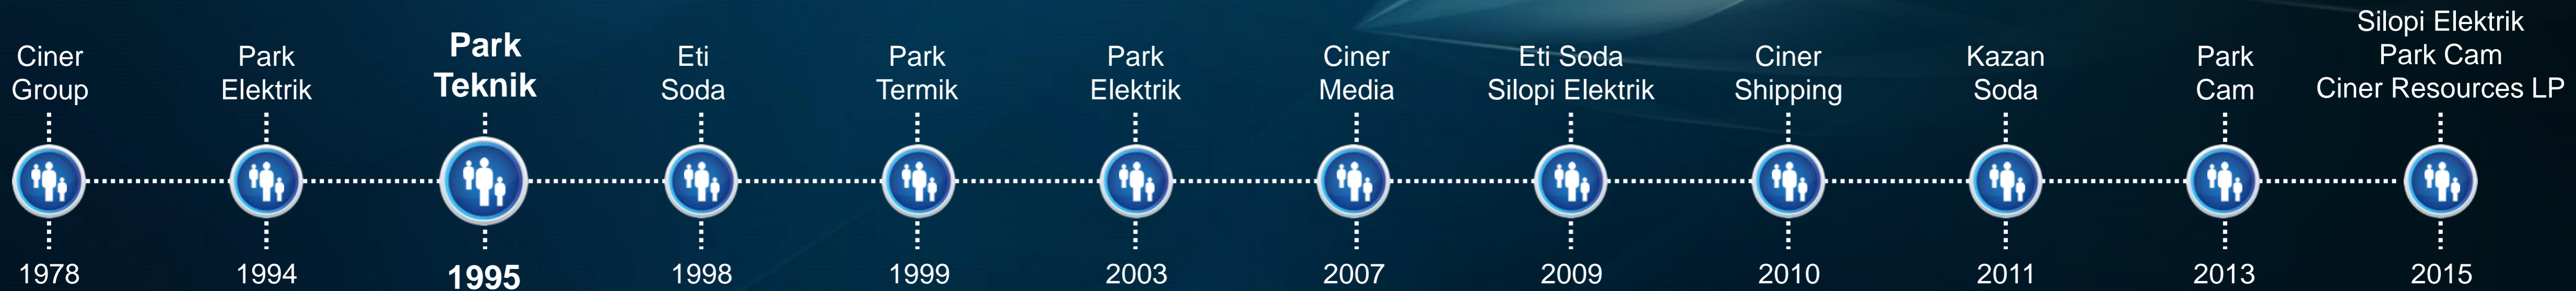 Ciner
Group
1978
Park
Elektrik
1994
Park
Teknik
1995
Eti
Soda
1998
Park
Termik
1999
Park
Elektrik
2003
Ciner
Media
2007
Eti Soda
Silopi Elektrik
2009
Ciner
Shipping
2010
Kazan
Soda
2011
Park
Cam
2013
Silopi Elektrik
Park Cam
Ciner Resources LP
2015